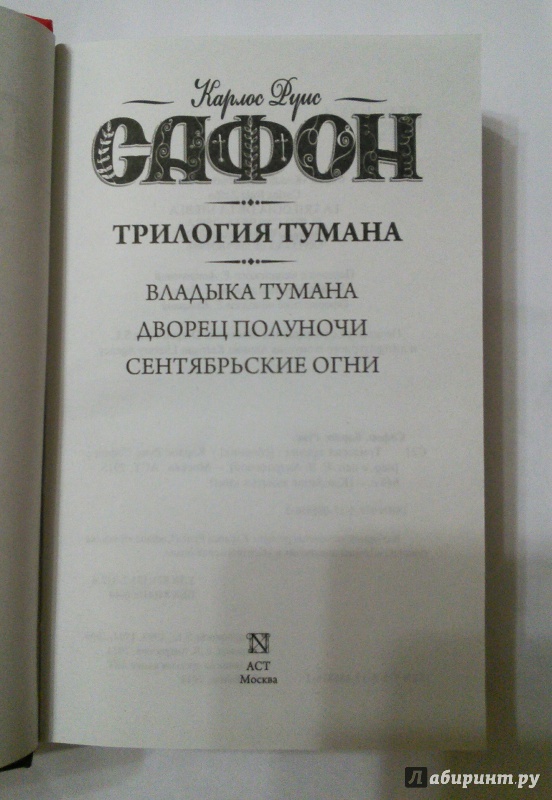 Карлос Руис
САФОН
ТРИЛОГИЯ ТУМАНА
ВЛАДЫКА ТУМАНА
ДВОРЕЦ ПОЛУНОЧИ
СЕНТЯБРЬСКИЕ ОГНИ
АСТ
Москва
Лабиринт.ру